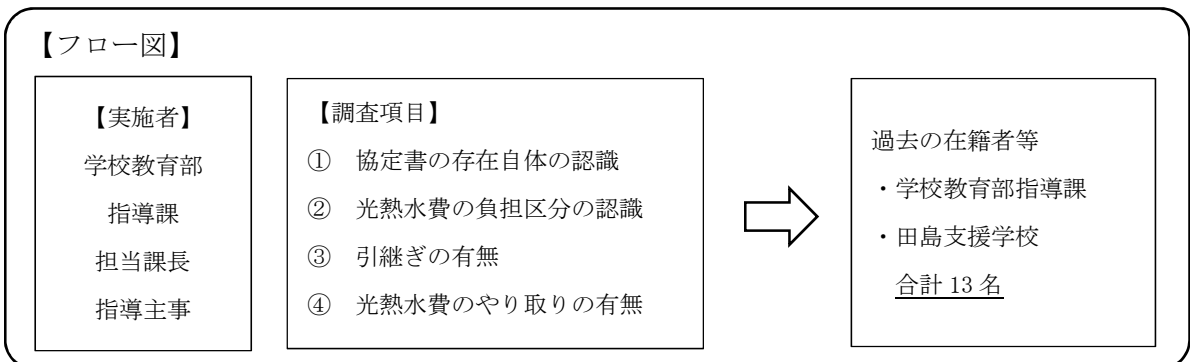 【フロー図】
【実施者】
学校教育部
指導課
担当課長
指導主事
【調査項目】
① 協定書の存在自体の認識
② 光熱水費の負担区分の認識
③ 引継ぎの有無
④ 光熱水費のやり取りの有無
過去の在籍者等
・学校教育部指導課
・田島支援学校
合計 13 名